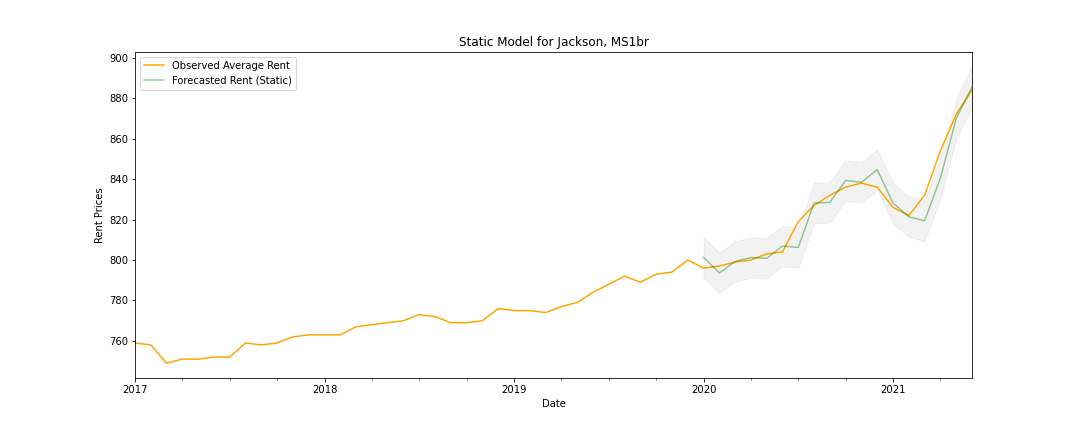 Static Model for Jackson, MS1br
Observed Average Rent
Forecasted Rent (Static)
Rent Prices
900
880
860
840
820
800
780
760
2017
2018
2019
2020
2021
Date